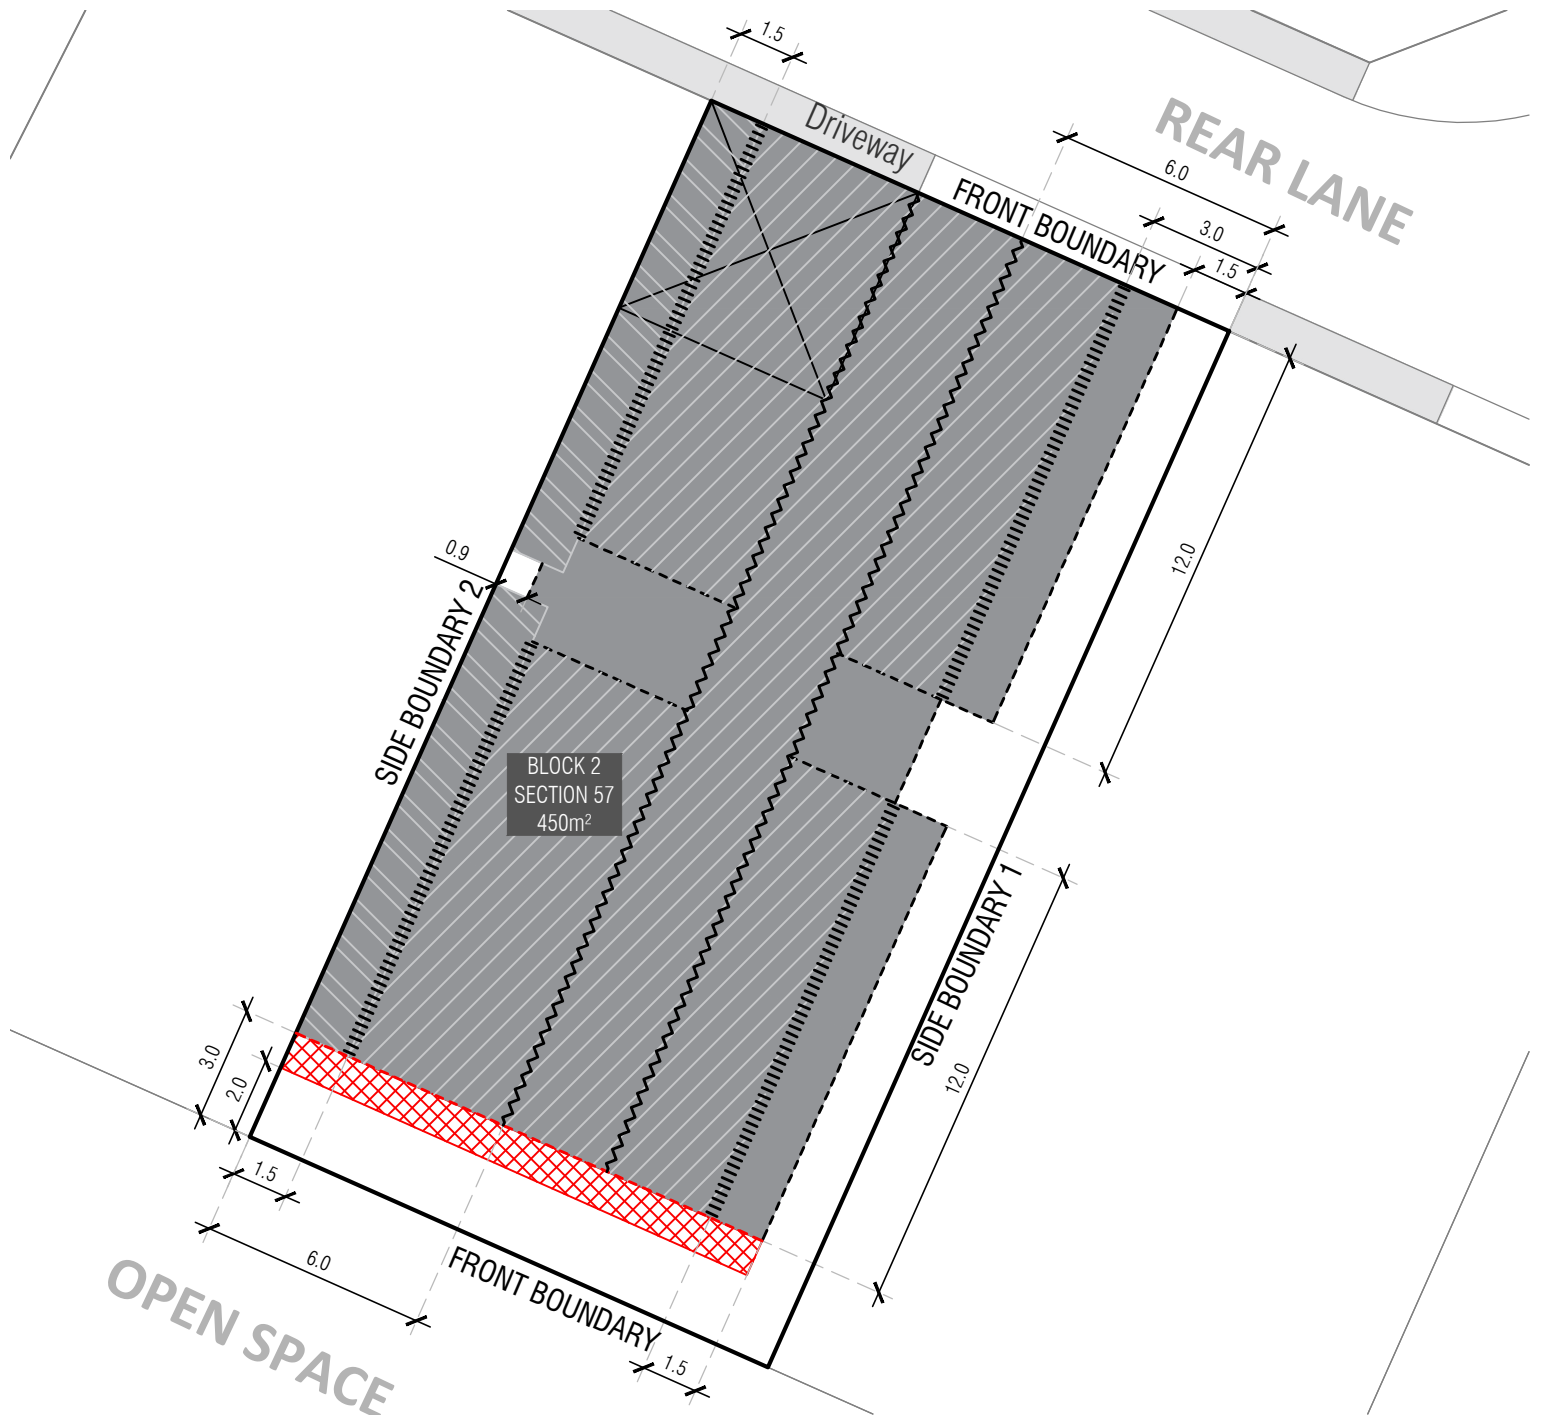 1.5
Driveway
REAR LANE
6.0
FRONT BOUNDARY
3.0
1.5
12.0
0.9
SIDE BOUNDARY 2
BLOCK 2
SECTION 57
450m²
SIDE BOUNDARY 1
12.0
3.0
2.0
1.5
6.0
FRONT BOUNDARY
1.5
OPEN SPACE